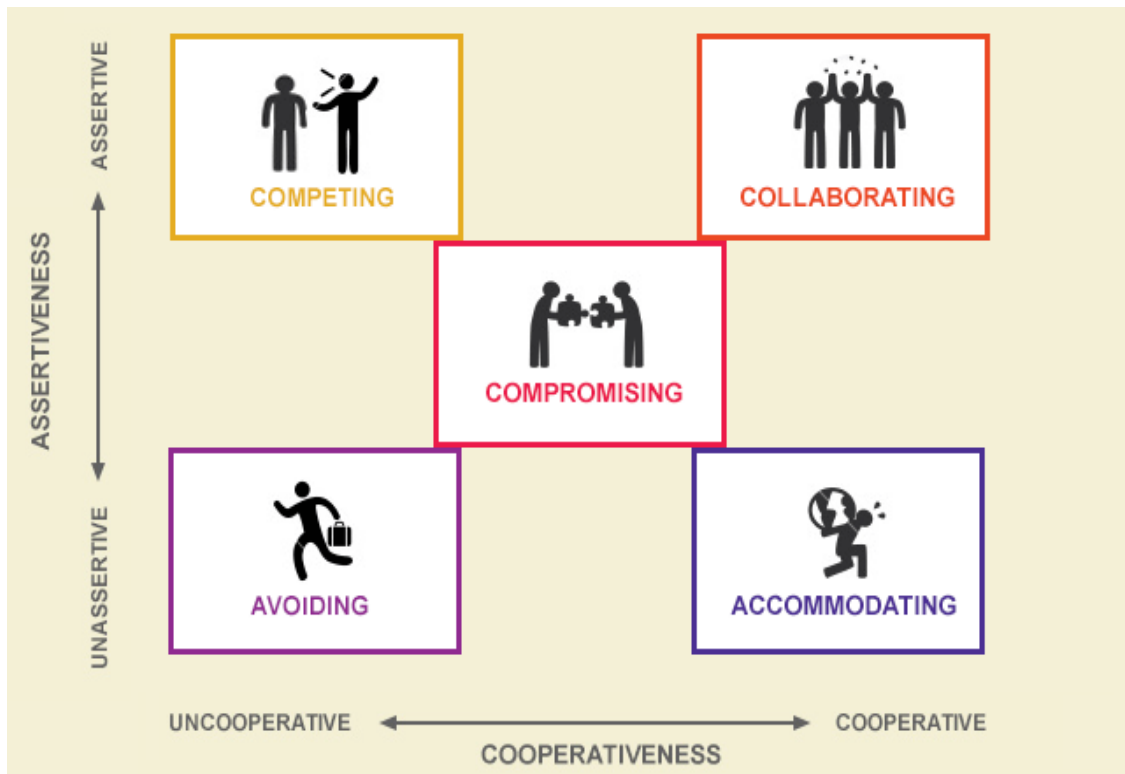 ASSERTIVE
COMPETING
COLLABORATING
ASSERTIVENESS
COMPROMISING
UNASSERTIVE
AVOIDING
ACCOMMODATING
UNCOOPERATIVE
COOPERATIVE
COOPERATIVENESS